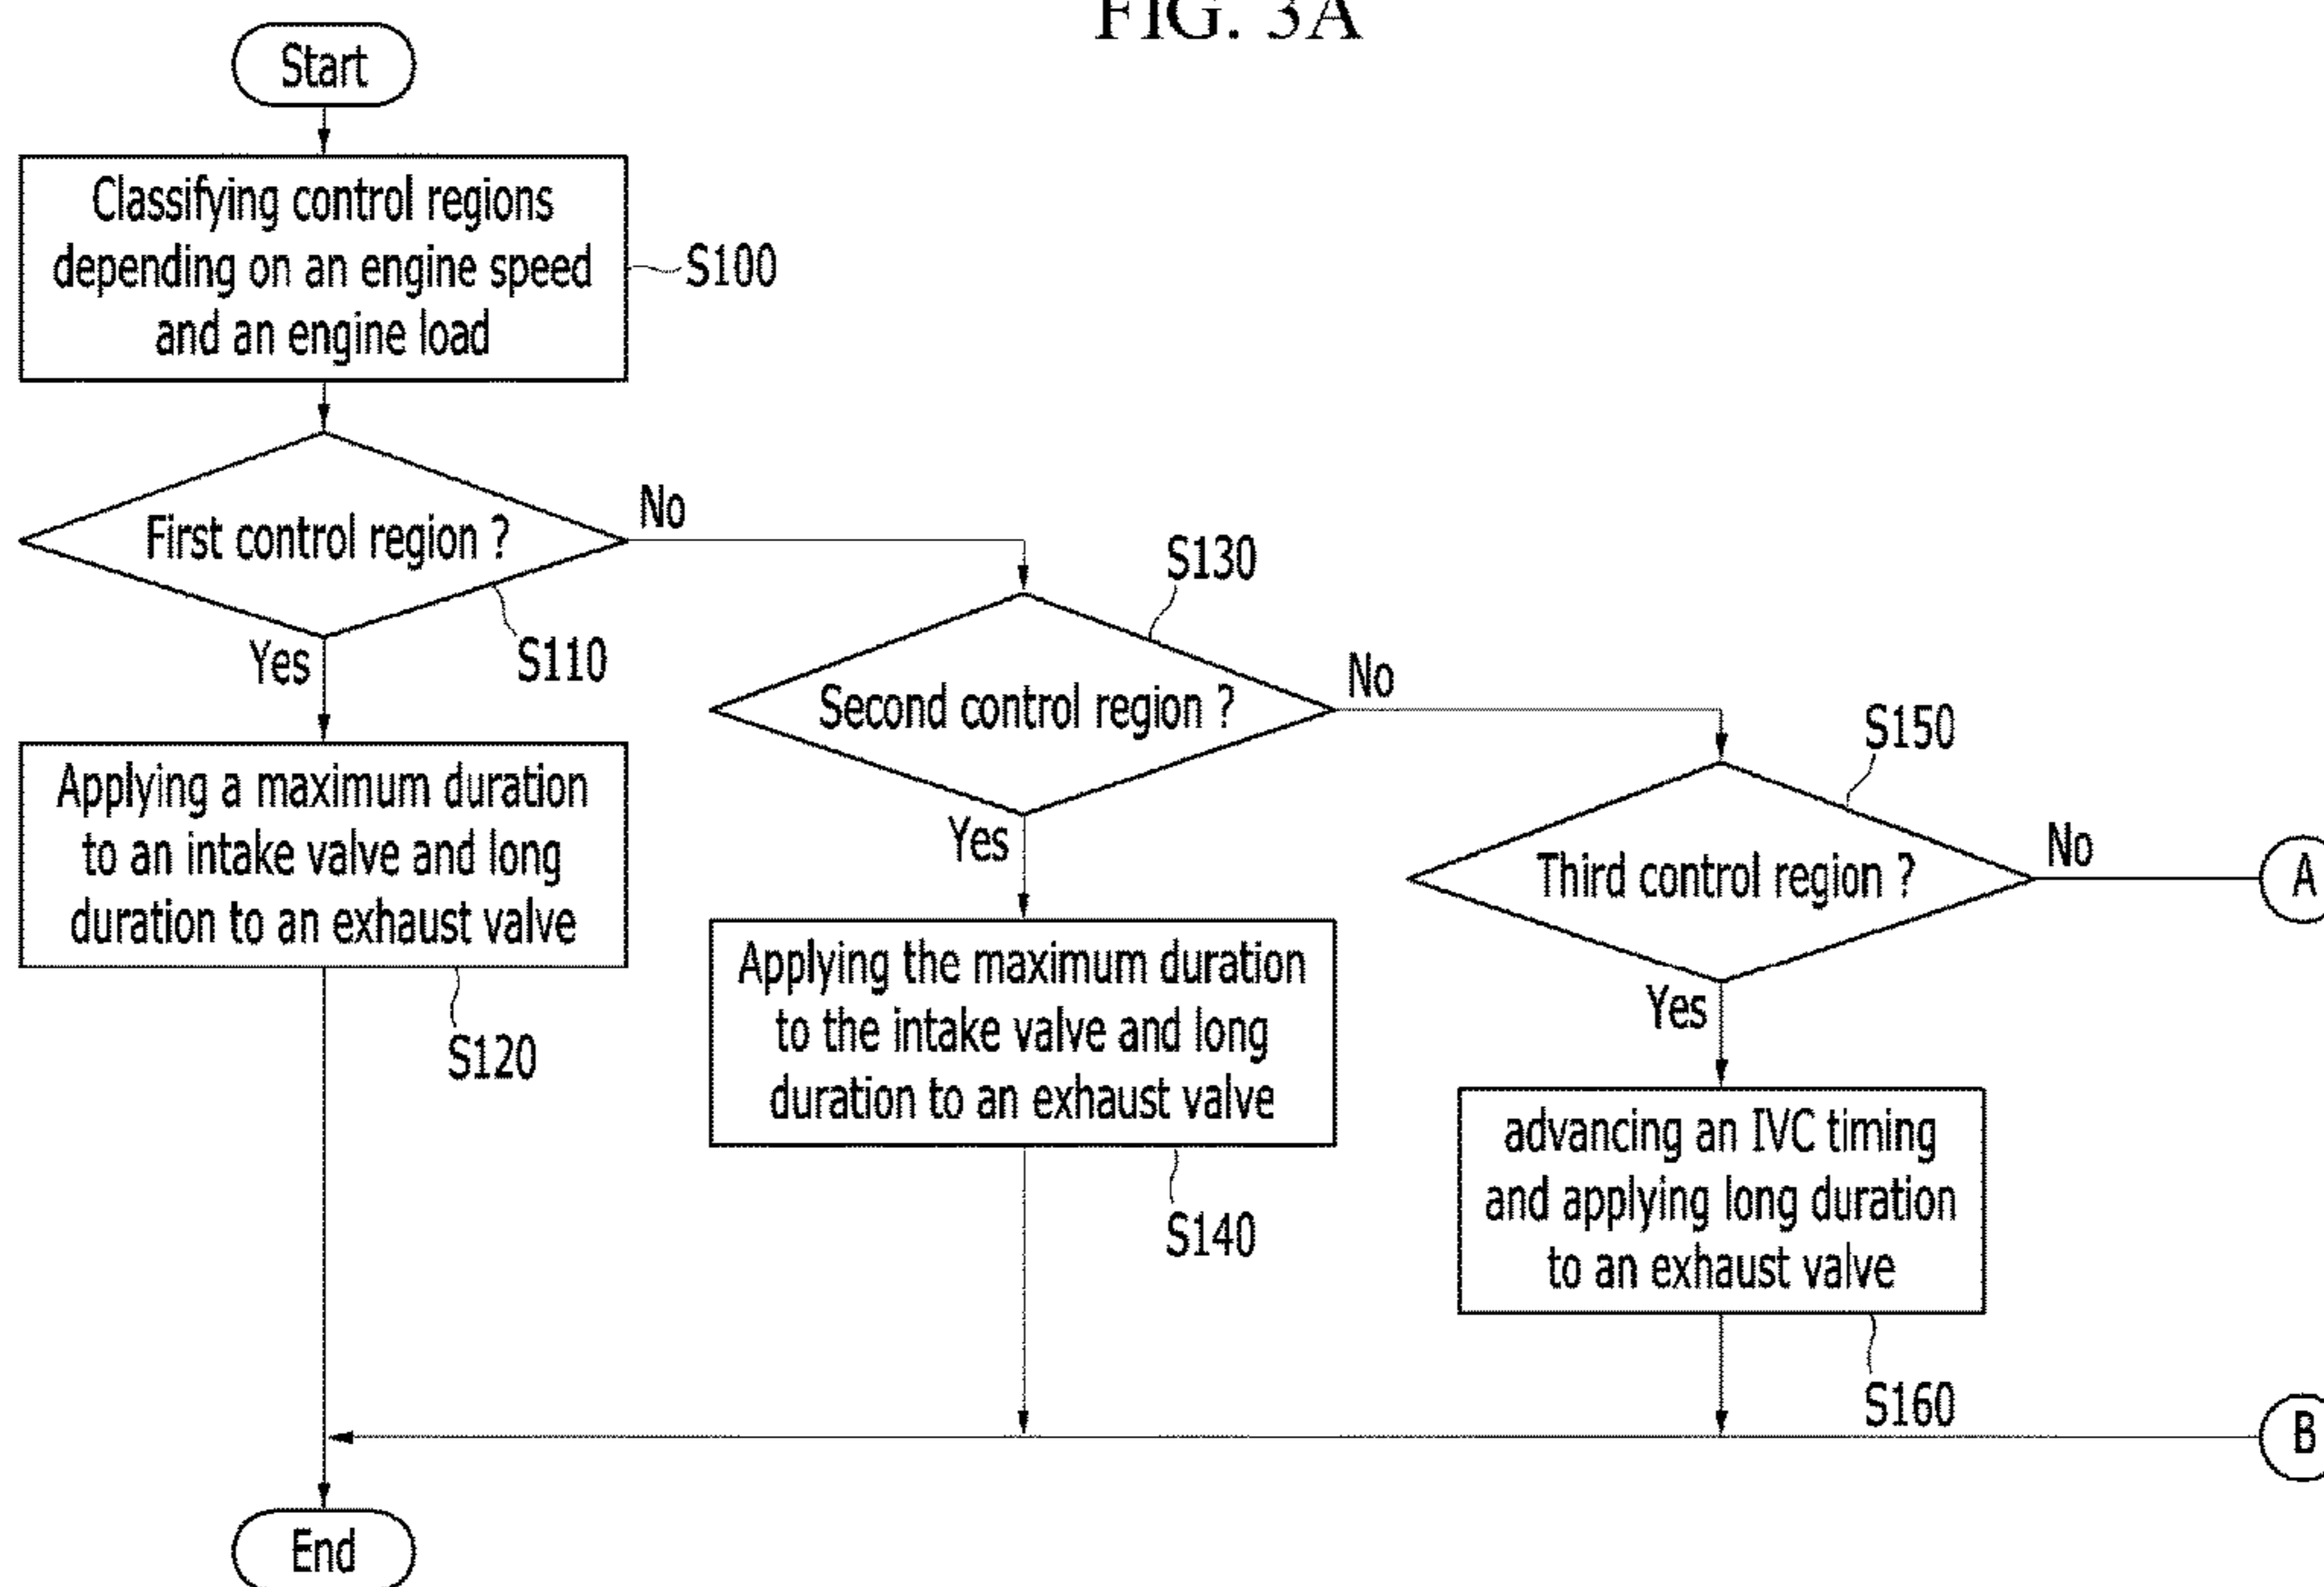 FIG. 3A
Start
Classifying control regions
depending on an engine speed
and an engine load
S100
First control region ?
No
Yes
S110
Applying a maximum duration
to an intake valve and long
duration to an exhaust valve
S120
S130
Second control region ?
No
Yes
Applying the maximum duration
to the intake valve and long
duration to an exhaust valve
S140
S150
Third control region ?
No
A
Yes
advancing an IVC timing
and applying long duration
to an exhaust valve
S160
B
End